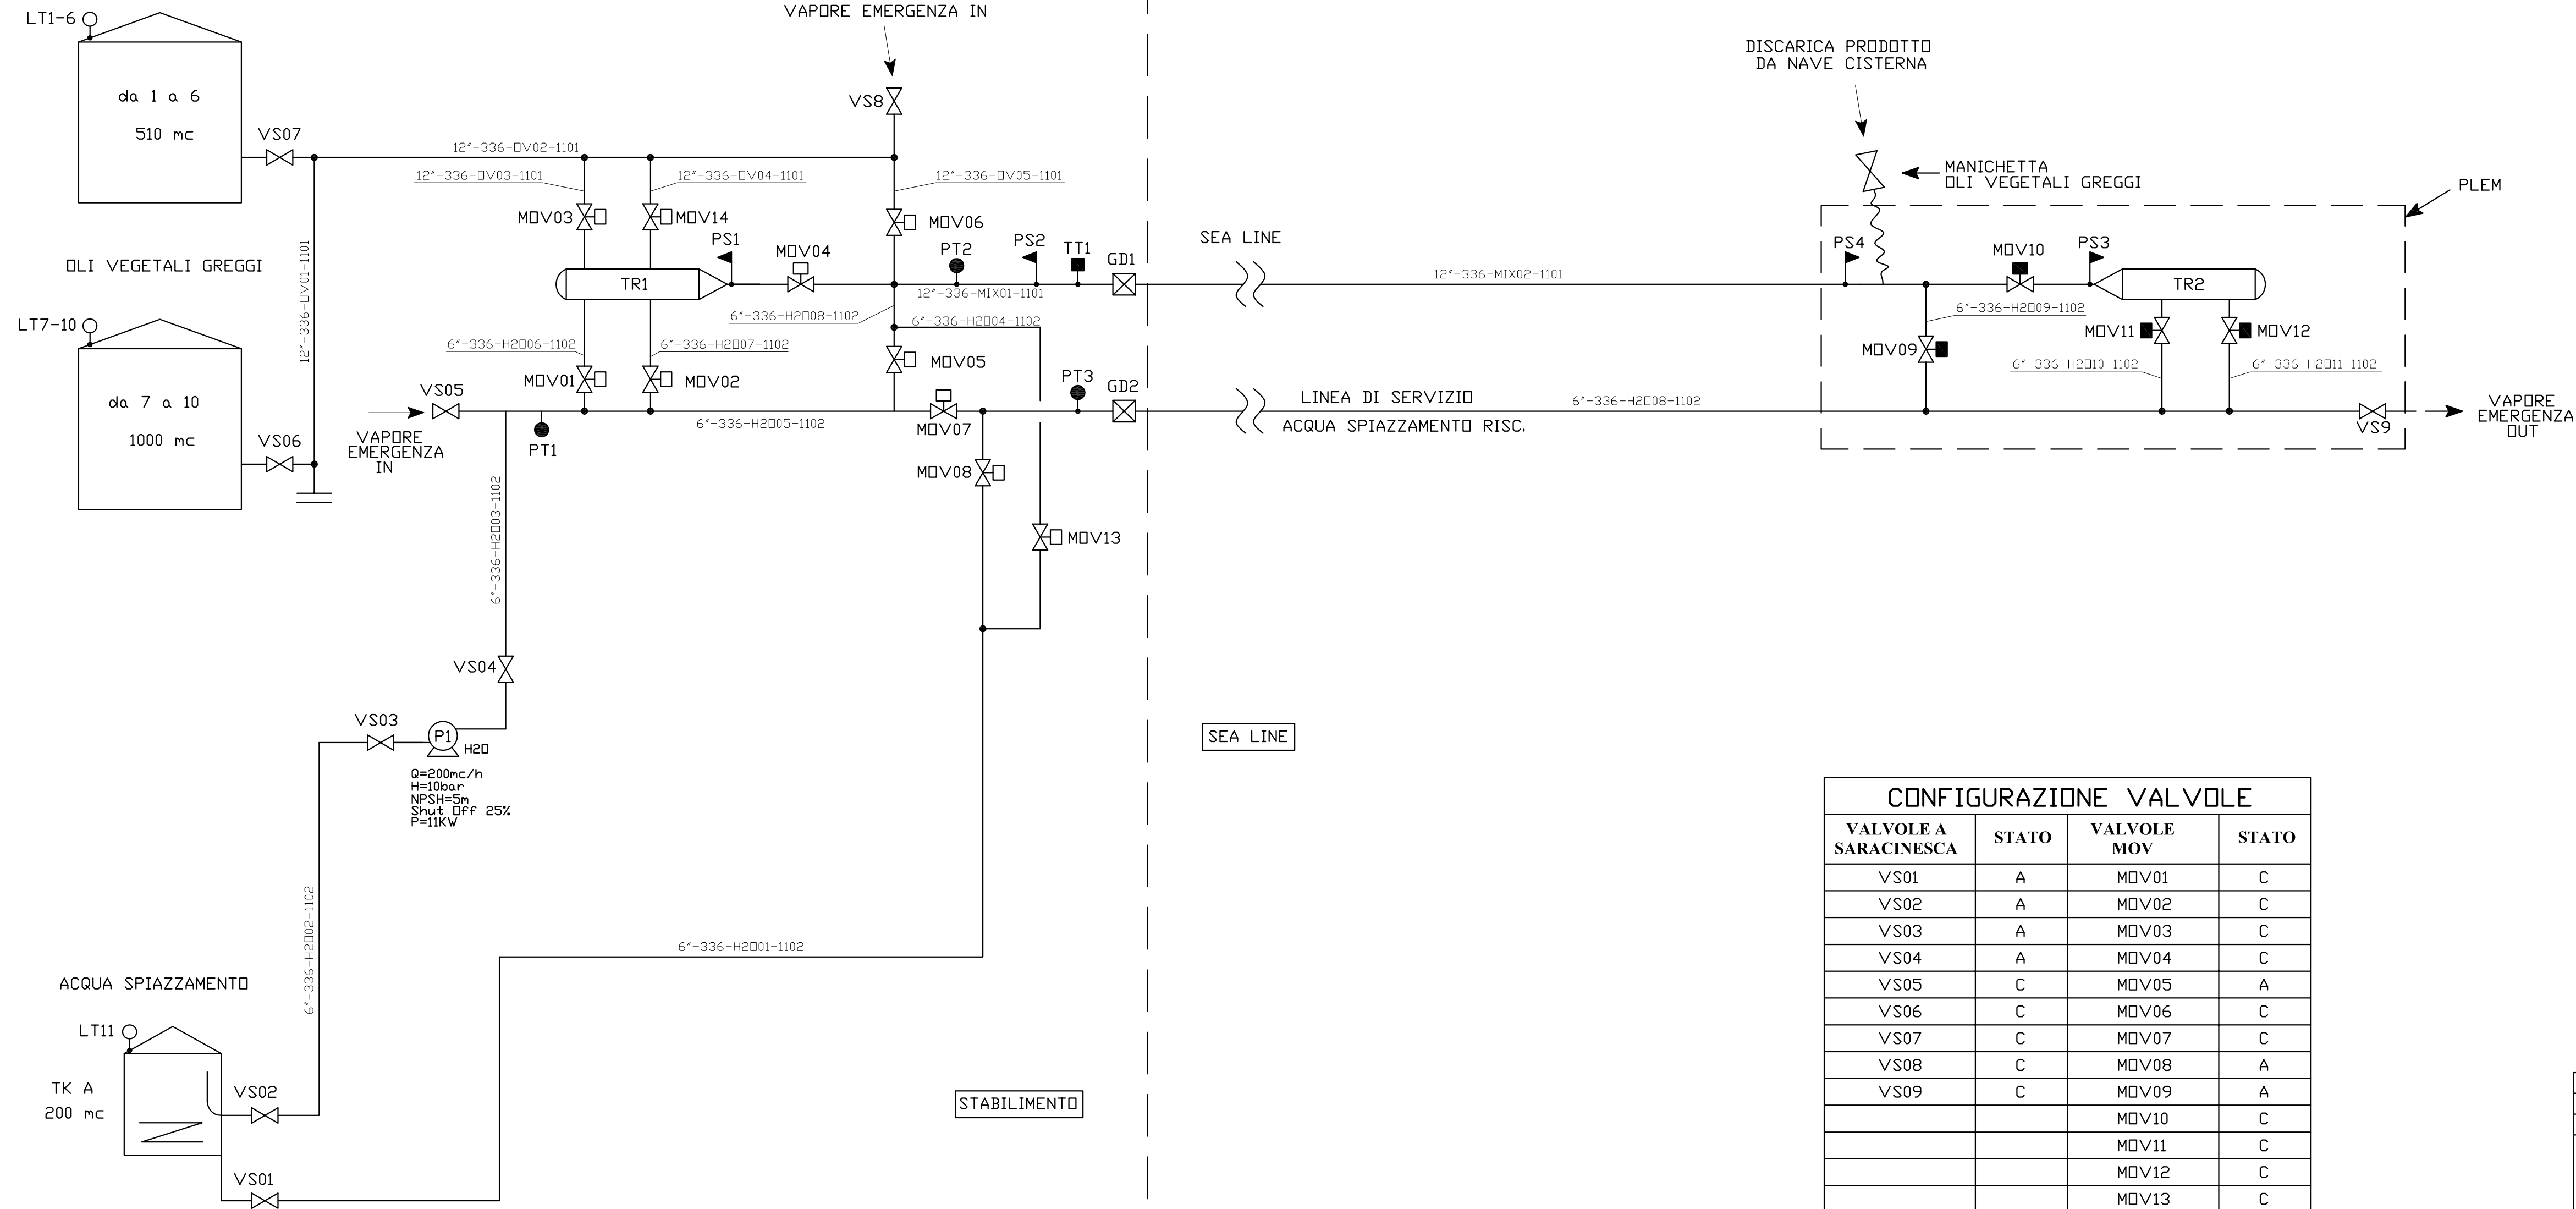 LT1-6
da 1 a 6
510 mc
VS07
OLI VEGETALI GREGGI
LT7-10
da 7 a 10
1000 mc
VS06
12"-336-OV01-1101
12"-336-OV02-1101
12"-336-OV03-1101
12"-336-OV04-1101
12"-336-OV05-1101
VAPORE EMERGENZA IN
VS8
MOV03
MOV14
MOV06
PS1
MOV04
TR1
PT2
PS2
TT1
GD1
12"-336-MIX01-1101
6"-336-H2O08-1102
6"-336-H2O04-1102
6"-336-H2O06-1102
6"-336-H2O07-1102
MOV01
MOV02
MOV05
VS05
VAPORE
EMERGENZA
IN
PT1
6"-336-H2O05-1102
MOV07
PT3
GD2
MOV08
MOV13
6"-336-H2O03-1102
VS04
VS03
P1
H2O
Q=200mc/h
H=10bar
NPSH=5m
Shut Off 25%
P=11KW
6"-336-H2O02-1102
6"-336-H2O01-1102
ACQUA SPIAZZAMENTO
LT11
TK A
200 mc
VS02
VS01
STABILIMENTO
SEA LINE
SEA LINE
12"-336-MIX02-1101
LINEA DI SERVIZIO
ACQUA SPIAZZAMENTO RISC.
6"-336-H2O08-1102
DISCARICA PRODOTTO
DA NAVE CISTERNA
MANICHETTA
OLI VEGETALI GREGGI
PLEM
PS4
MOV10
PS3
TR2
6"-336-H2O09-1102
MOV09
MOV11
MOV12
6"-336-H2O10-1102
6"-336-H2O11-1102
VS9
VAPORE
EMERGENZA
OUT
CONFIGURAZIONE VALVOLE
VALVOLE A SARACINESCA STATO VALVOLE MOV STATO
VS01 A MOV01 C
VS02 A MOV02 C
VS03 A MOV03 C
VS04 A MOV04 C
VS05 C MOV05 A
VS06 C MOV06 C
VS07 C MOV07 C
VS08 C MOV08 A
VS09 C MOV09 A
MOV10 C
MOV11 C
MOV12 C
MOV13 C